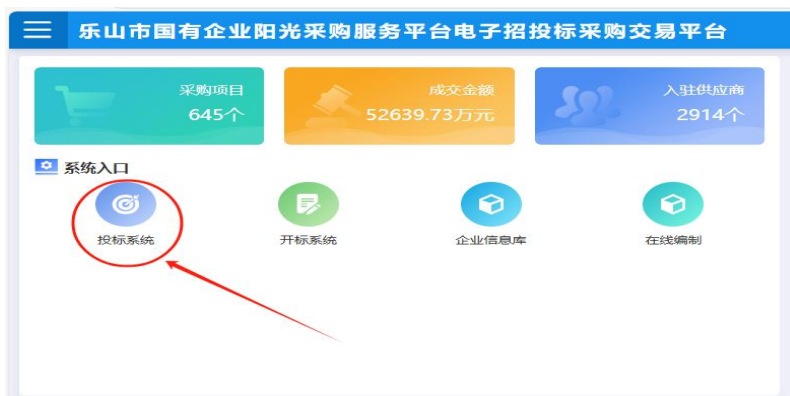 乐山市国有企业阳光采购服务平台电子招投标采购交易平台
采购项目
645个
成交金额
52639.73万元
入驻供应商
2914个
系统入口
投标系统
开标系统
企业信息库
在线编制